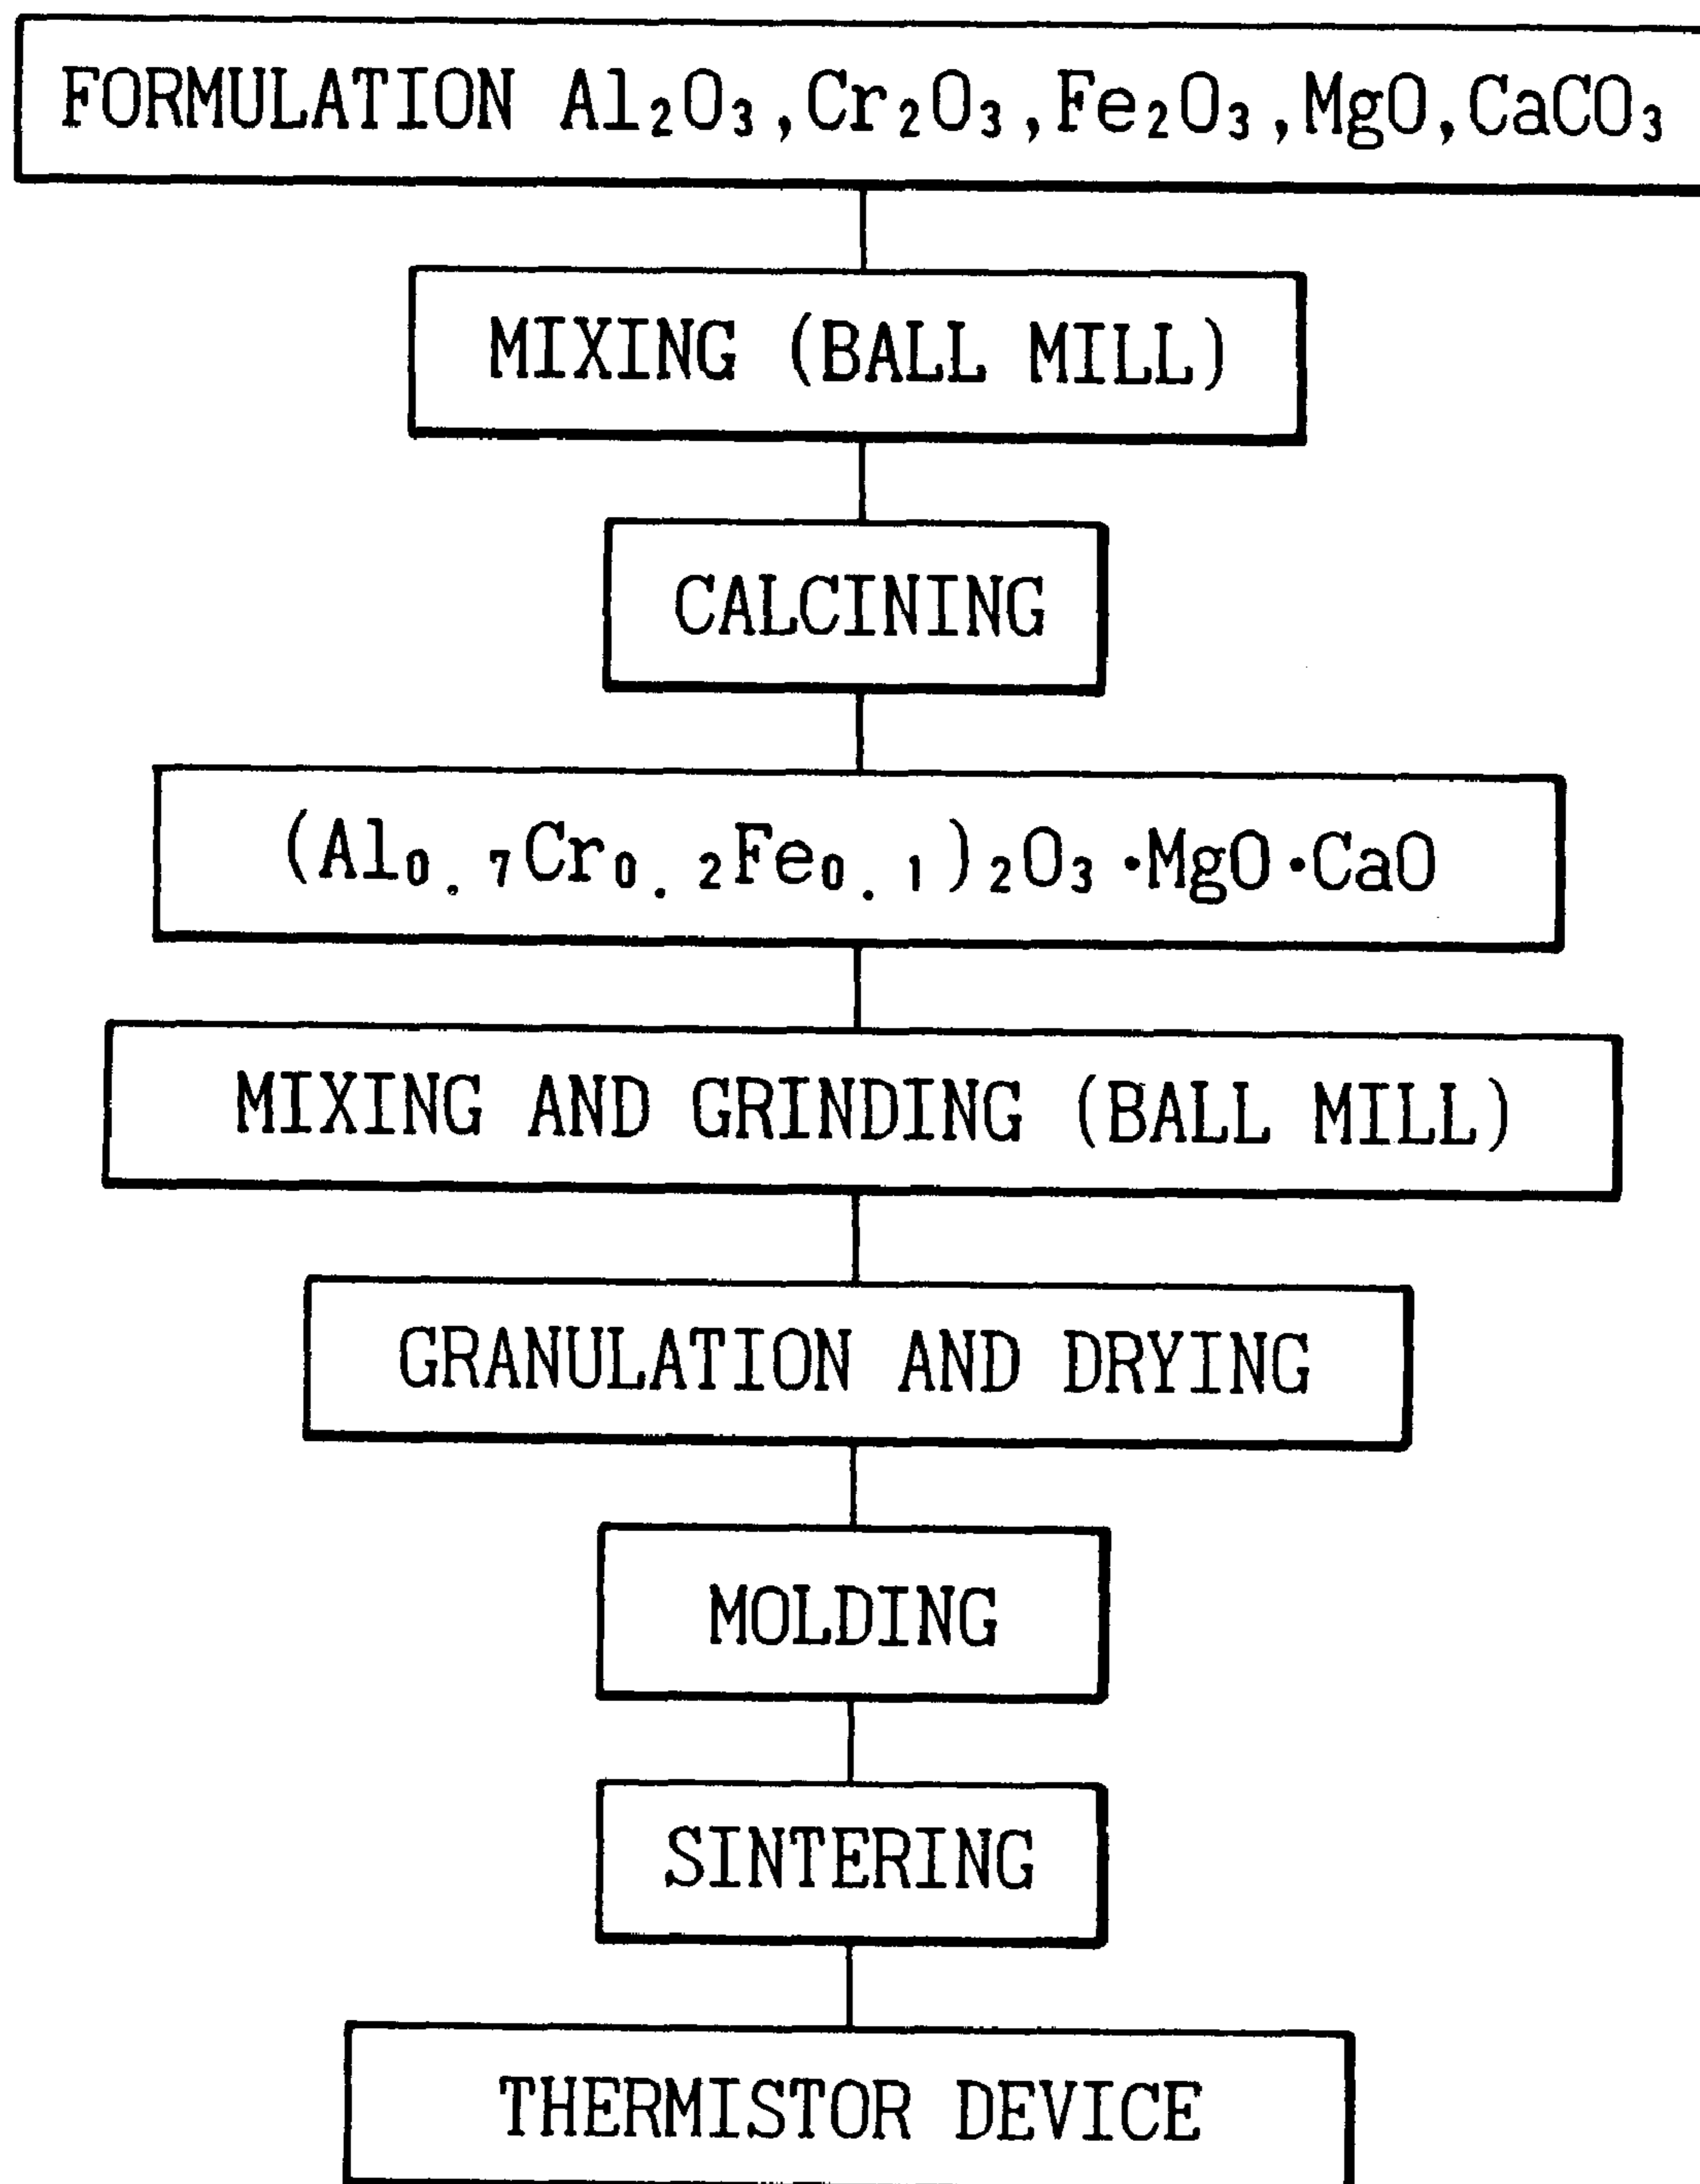 FORMULATION Al₂O₃,Cr₂O₃,Fe₂O₃,MgO,CaCO₃
MIXING (BALL MILL)
CALCINING
(Al₀.₇Cr₀.₂Fe₀.₁)₂O₃·MgO·CaO
MIXING AND GRINDING (BALL MILL)
GRANULATION AND DRYING
MOLDING
SINTERING
THERMISTOR DEVICE